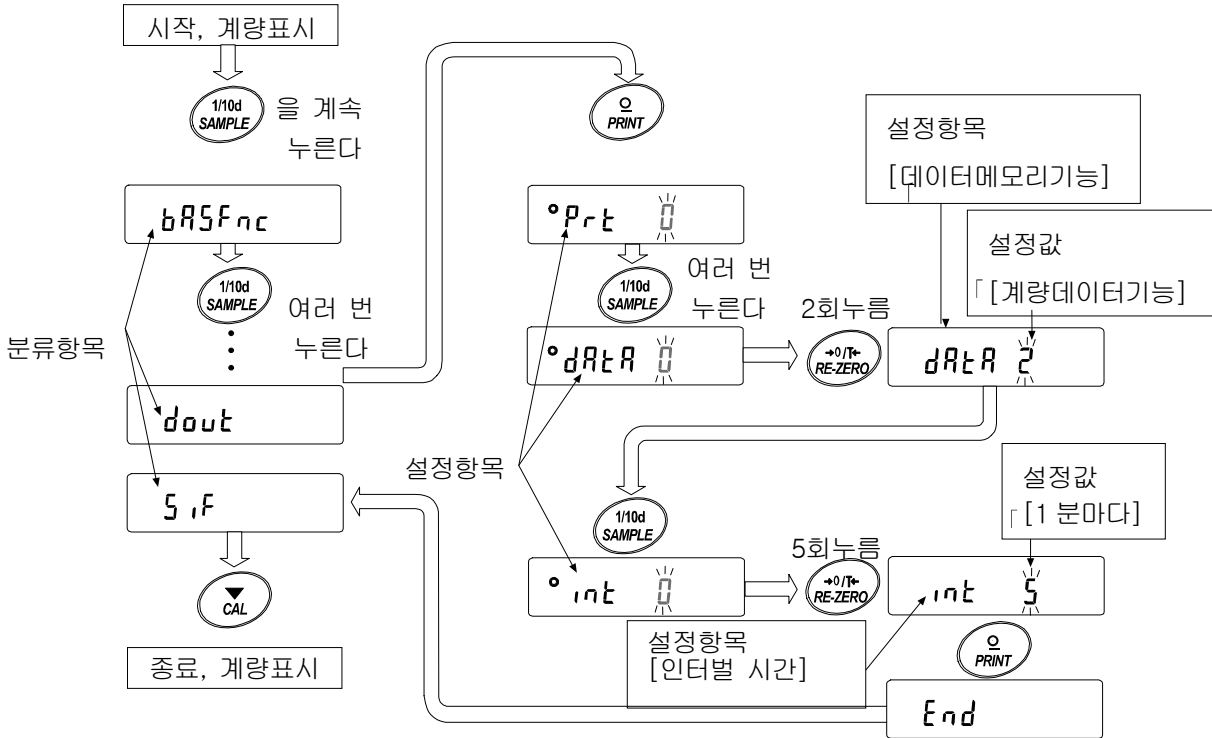 시작, 계량표시
1/10d
SAMPLE
을 계속
누른다
bASFnc
1/10d
SAMPLE
여러 번
누른다
분류항목
dout
SiF
CAL
종료, 계량표시
PRINT
Prt 0
1/10d
SAMPLE
여러 번
누른다
dAtA 0
2회누름
→0/T←
RE-ZERO
설정항목
[데이터메모리기능]
설정값
「[계량데이터기능]
dAtA 2
설정항목
1/10d
SAMPLE
int 0
5회누름
→0/T←
RE-ZERO
설정값
「[1 분마다]
int 5
설정항목
[인터벌 시간]
PRINT
End